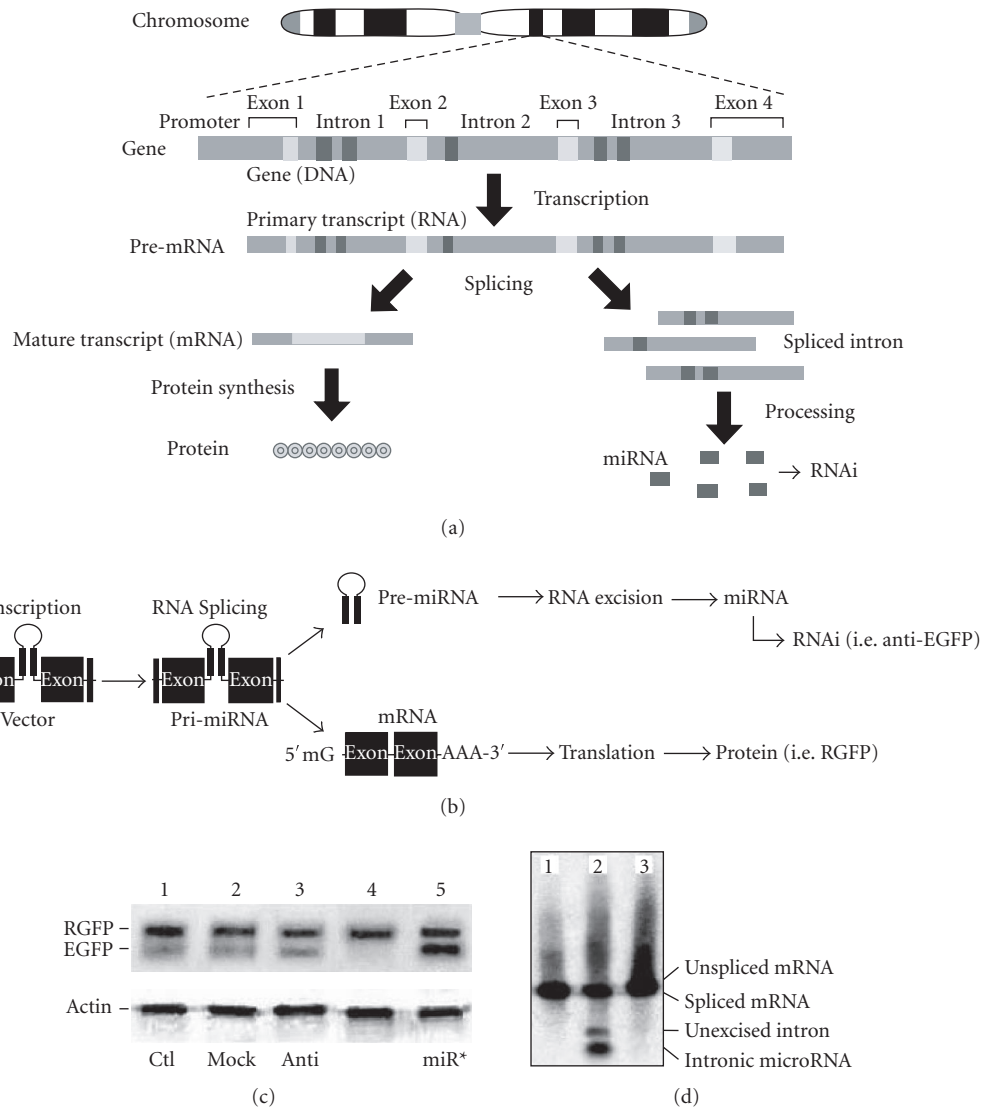 Chromosome
Exon 1 Exon 2 Exon 3 Exon 4
Promoter Intron 1 Intron 2 Intron 3
Gene
Gene (DNA)
Transcription
Primary transcript (RNA)
Pre-mRNA
Splicing
Mature transcript (mRNA)
Spliced intron
Protein synthesis
Processing
Protein
miRNA
RNAi
(a)
nscription RNA Splicing
Pre-miRNA RNA excision miRNA
RNAi (i.e. anti-EGFP)
on Exon Exon Exon
Vector Pri-miRNA
mRNA
5′ mG Exon Exon AAA-3′ Translation Protein (i.e. RGFP)
(b)
1 2 3 4 5
RGFP
EGFP
Actin
Ctl Mock Anti miR*
(c)
1 2 3
Unspliced mRNA
Spliced mRNA
Unexcised intron
Intronic microRNA
(d)